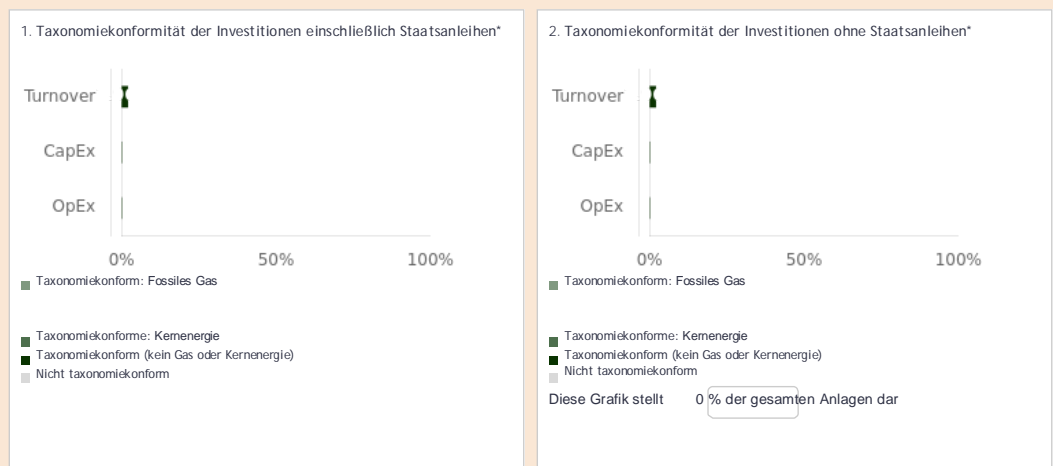 1. Taxonomiekonformität der Investitionen einschließlich Staatsanleihen*
Turnover
CapEx
OpEx
0% 50% 100%
Taxonomiekonform: Fossiles Gas
Taxonomiekonforme: Kernenergie
Taxonomiekonform (kein Gas oder Kernenergie)
Nicht taxonomiekonform
2. Taxonomiekonformität der Investitionen ohne Staatsanleihen*
Turnover
CapEx
OpEx
0% 50% 100%
Taxonomiekonform: Fossiles Gas
Taxonomiekonforme: Kernenergie
Taxonomiekonform (kein Gas oder Kernenergie)
Nicht taxonomiekonform
Diese Grafik stellt 0 % der gesamten Anlagen dar